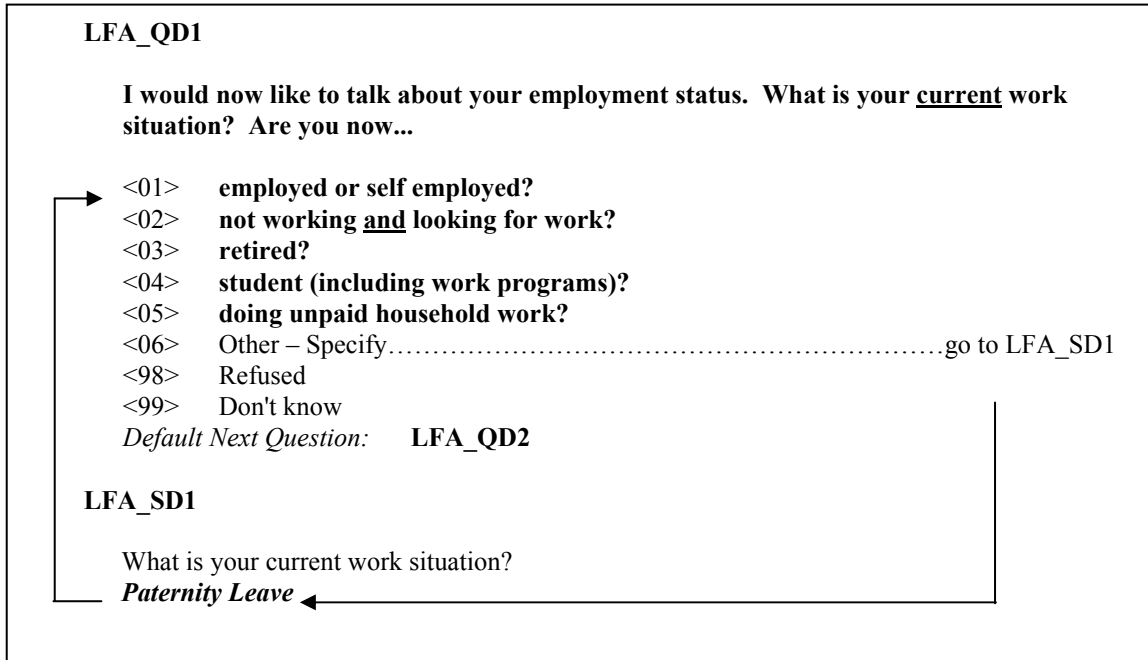 LFA_QD1
I would now like to talk about your employment status. What is your current work
situation? Are you now...
<01> employed or self employed?
<02> not working and looking for work?
<03> retired?
<04> student (including work programs)?
<05> doing unpaid household work?
<06> Other – Specify……………………………………………………….go to LFA_SD1
<98> Refused
<99> Don't know
Default Next Question: LFA_QD2
LFA_SD1
What is your current work situation?
Paternity Leave